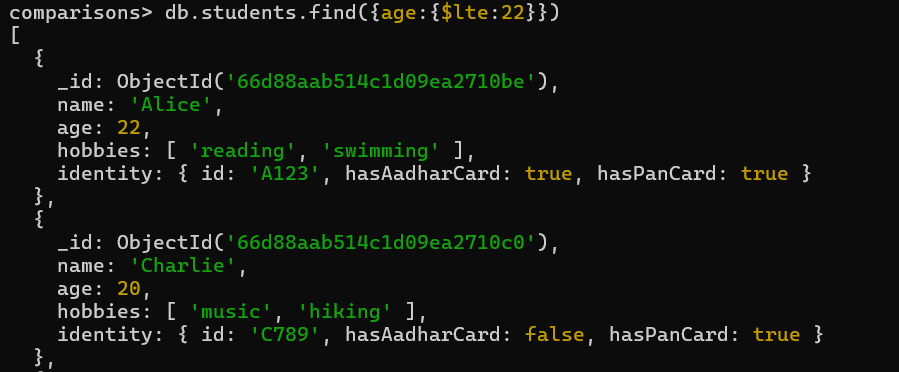 comparisons> db.students.find({age:{$lte:22}})
[
  {
    _id: ObjectId('66d88aab514c1d09ea2710be'),
    name: 'Alice',
    age: 22,
    hobbies: [ 'reading', 'swimming' ],
    identity: { id: 'A123', hasAadharCard: true, hasPanCard: true }
  },
  {
    _id: ObjectId('66d88aab514c1d09ea2710c0'),
    name: 'Charlie',
    age: 20,
    hobbies: [ 'music', 'hiking' ],
    identity: { id: 'C789', hasAadharCard: false, hasPanCard: true }
  },